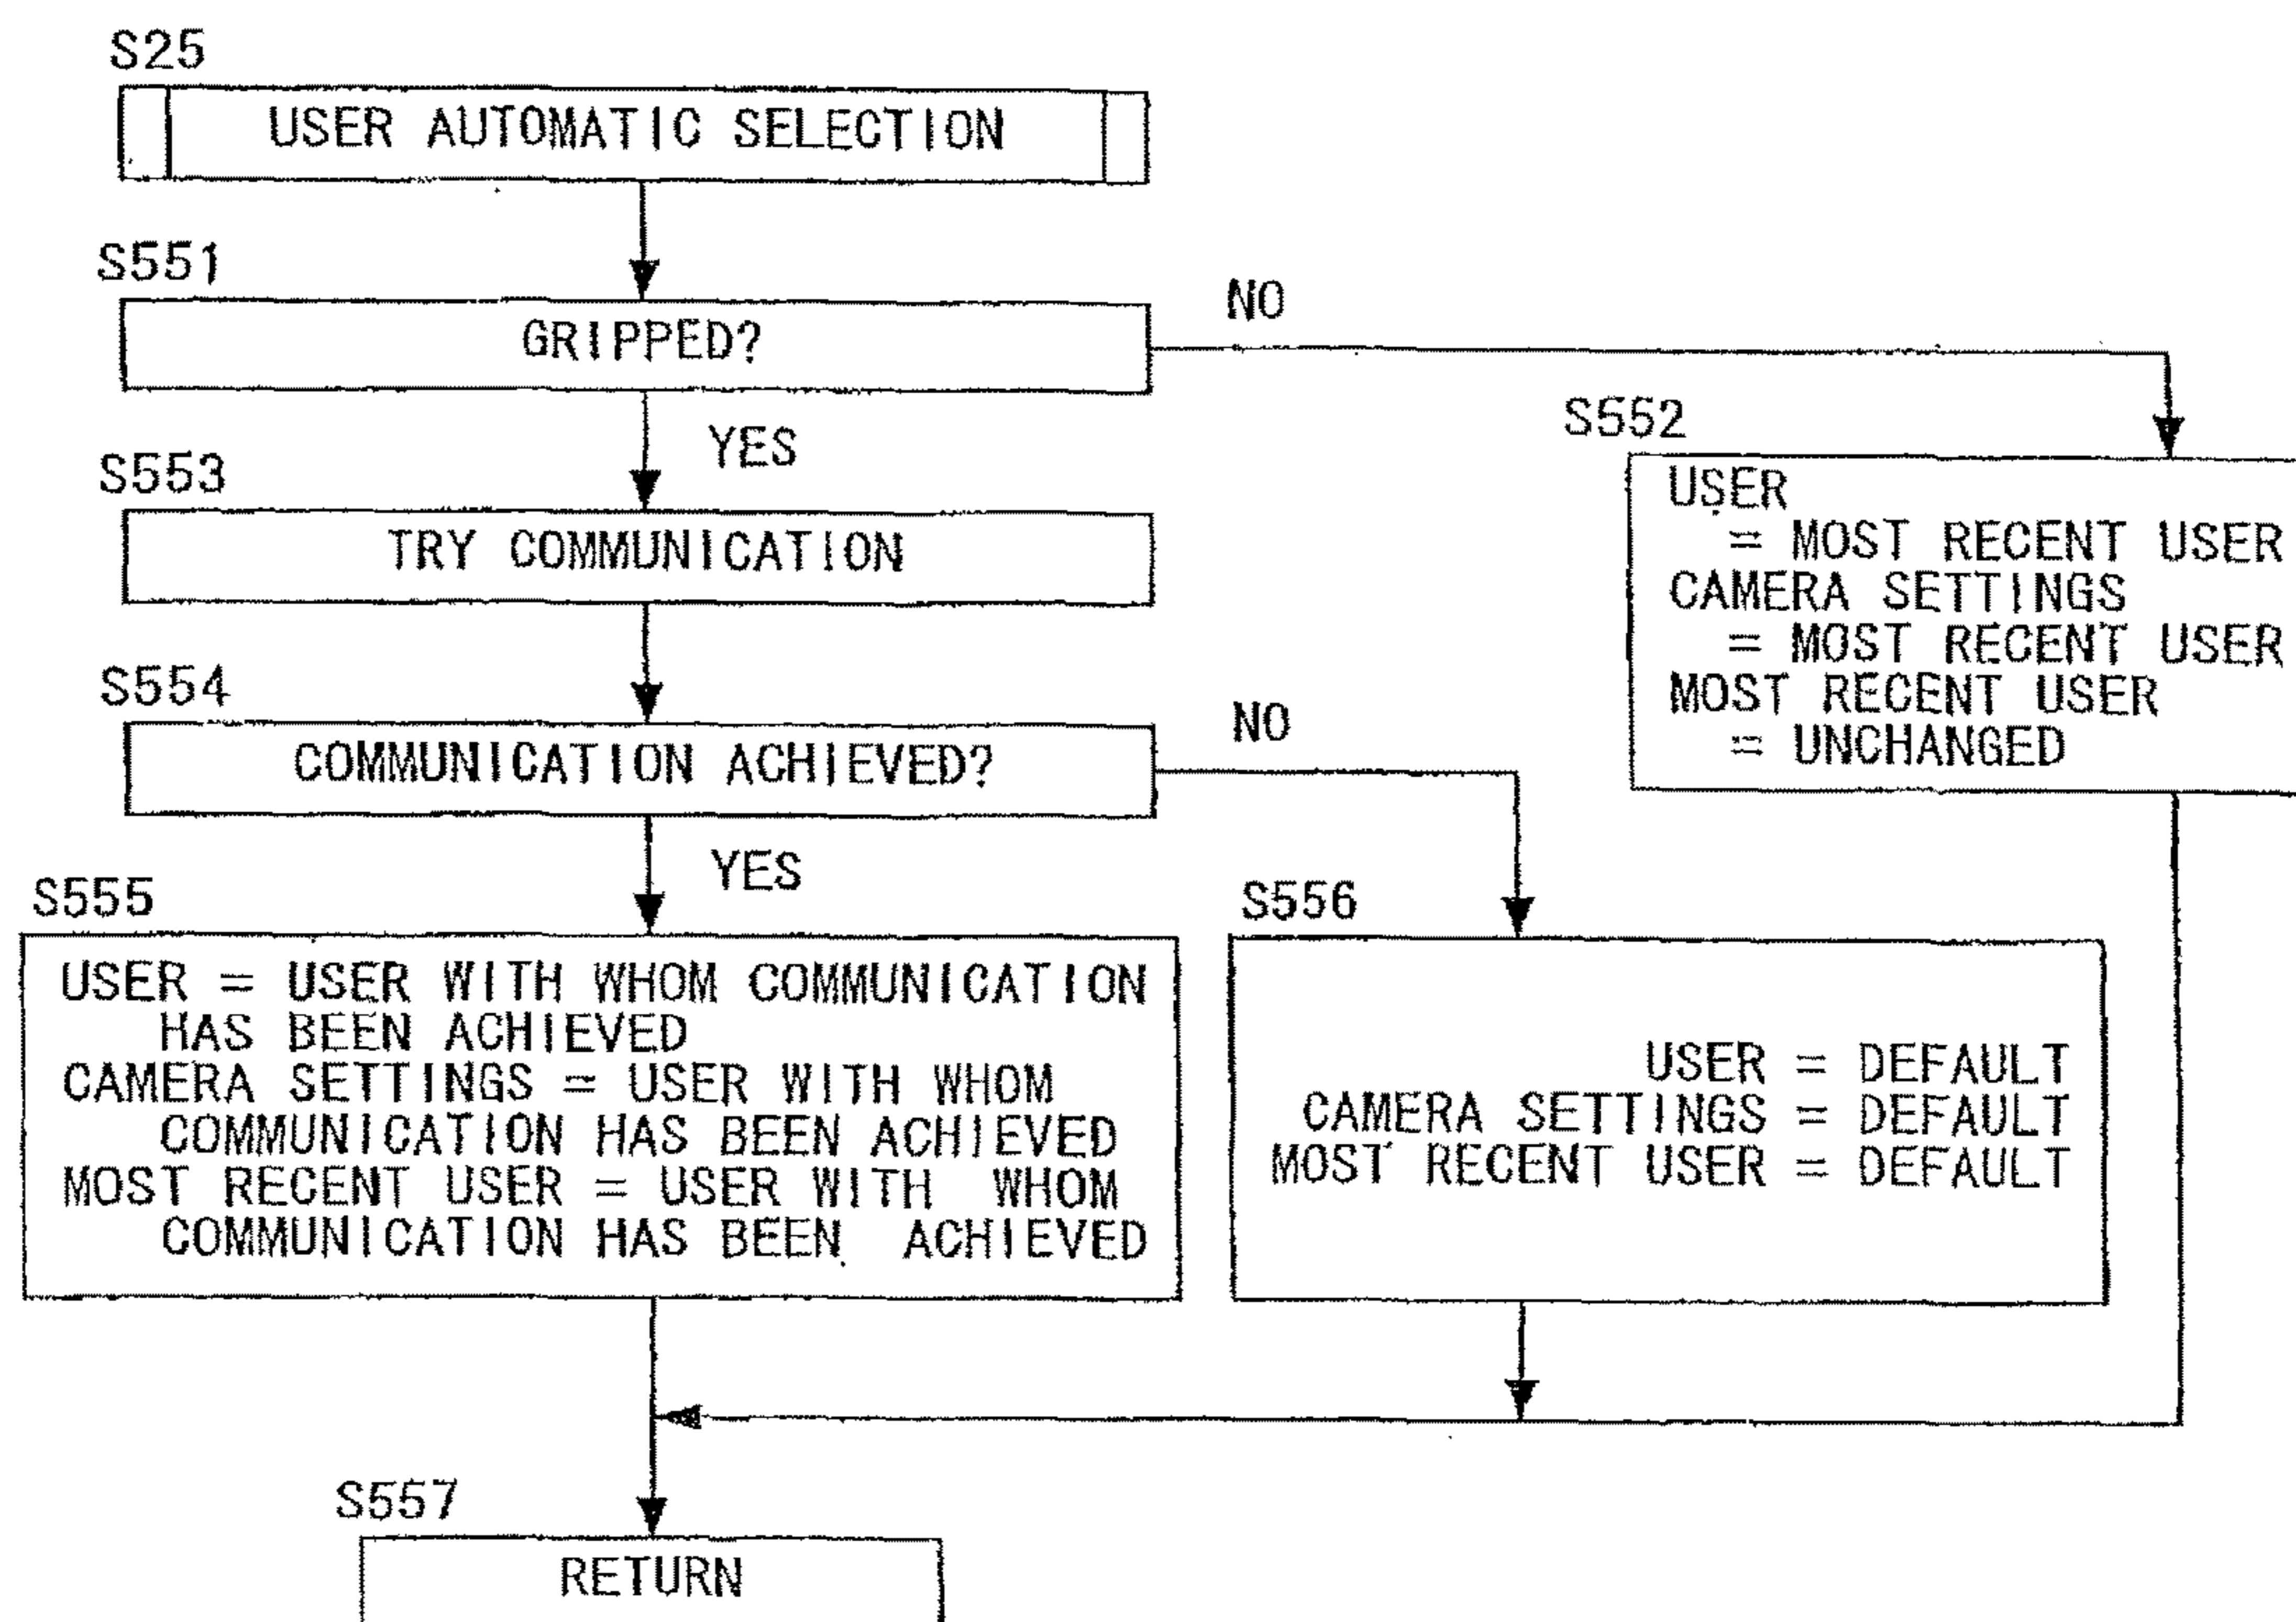 S25
USER AUTOMATIC SELECTION
S551
GRIPPED?
NO
YES
S552
USER
= MOST RECENT USER
CAMERA SETTINGS
= MOST RECENT USER
MOST RECENT USER
= UNCHANGED
S553
TRY COMMUNICATION
S554
COMMUNICATION ACHIEVED?
NO
YES
S555
USER = USER WITH WHOM COMMUNICATION
HAS BEEN ACHIEVED
CAMERA SETTINGS = USER WITH WHOM
COMMUNICATION HAS BEEN ACHIEVED
MOST RECENT USER = USER WITH WHOM
COMMUNICATION HAS BEEN ACHIEVED
S556
USER = DEFAULT
CAMERA SETTINGS = DEFAULT
MOST RECENT USER = DEFAULT
S557
RETURN